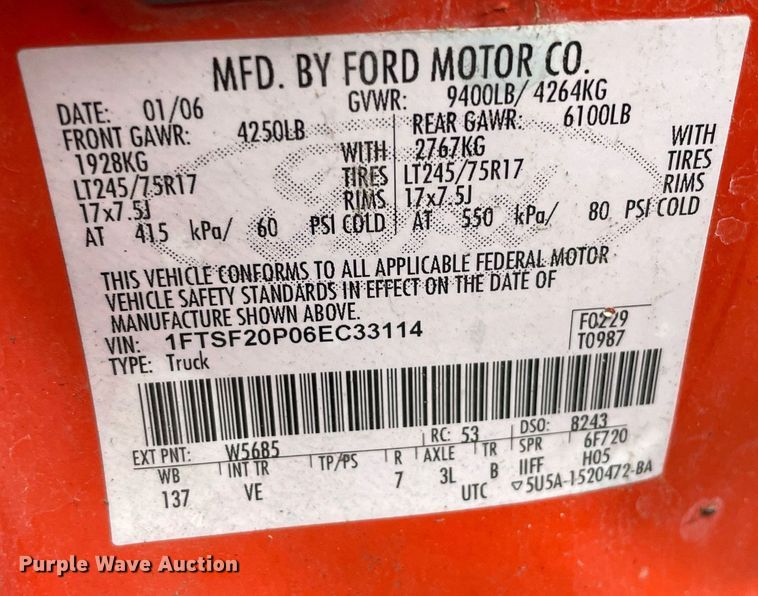 MFD. BY FORD MOTOR CO.
DATE: 01/06 GVWR: 9400LB/ 4264KG
FRONT GAWR: 4250LB REAR GAWR: 6100LB
1928KG WITH 2767KG WITH
LT245/75R17 TIRES LT245/75R17 TIRES
17x7.5J RIMS 17x7.5J RIMS
AT 415 kPa/ 60 PSI COLD AT 550 kPa/ 80 PSI COLD
THIS VEHICLE CONFORMS TO ALL APPLICABLE FEDERAL MOTOR
VEHICLE SAFETY STANDARDS IN EFFECT ON THE DATE OF
MANUFACTURE SHOWN ABOVE.
VIN: 1FTSF20P06EC33114 F0229
TYPE: Truck T0987
EXT PNT: W5685 RC: 53 DSO: 8243
WB INT TR TP/PS R AXLE TR SPR 6F720
137 VE 7 3L B IIFF H05
UTC ▽5U5A-1520472-BA
Ford
Purple Wave Auction